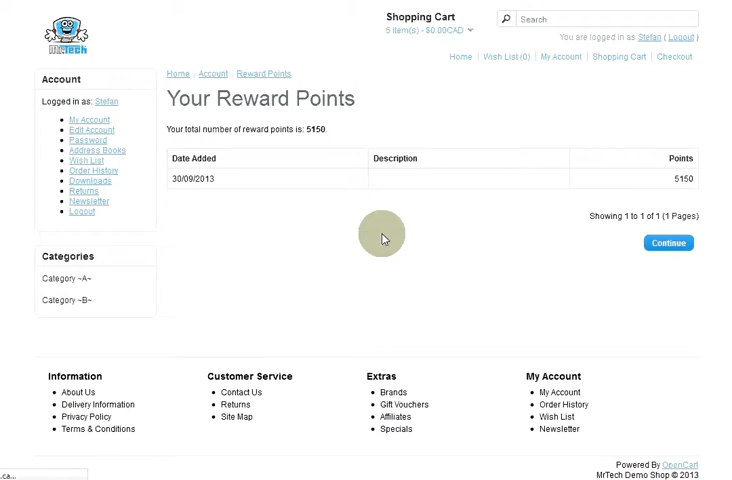 Mr.Tech
Shopping Cart
5 item(s) - $0.00CAD
Search
You are logged in as Stefan ( Logout )
Home Wish List (0) My Account Shopping Cart Checkout
Account
Logged in as: Stefan
My Account
Edit Account
Password
Address Books
Wish List
Order History
Downloads
Returns
Newsletter
Logout
Categories
Category ~A~
Category ~B~
Home » Account » Reward Points
Your Reward Points
Your total number of reward points is: 5150.
Date Added Description Points
30/09/2013 5150
Showing 1 to 1 of 1 (1 Pages)
Continue
Information
About Us
Delivery Information
Privacy Policy
Terms & Conditions
Customer Service
Contact Us
Returns
Site Map
Extras
Brands
Gift Vouchers
Affiliates
Specials
My Account
My Account
Order History
Wish List
Newsletter
Powered By OpenCart
MrTech Demo Shop © 2013
.ca...